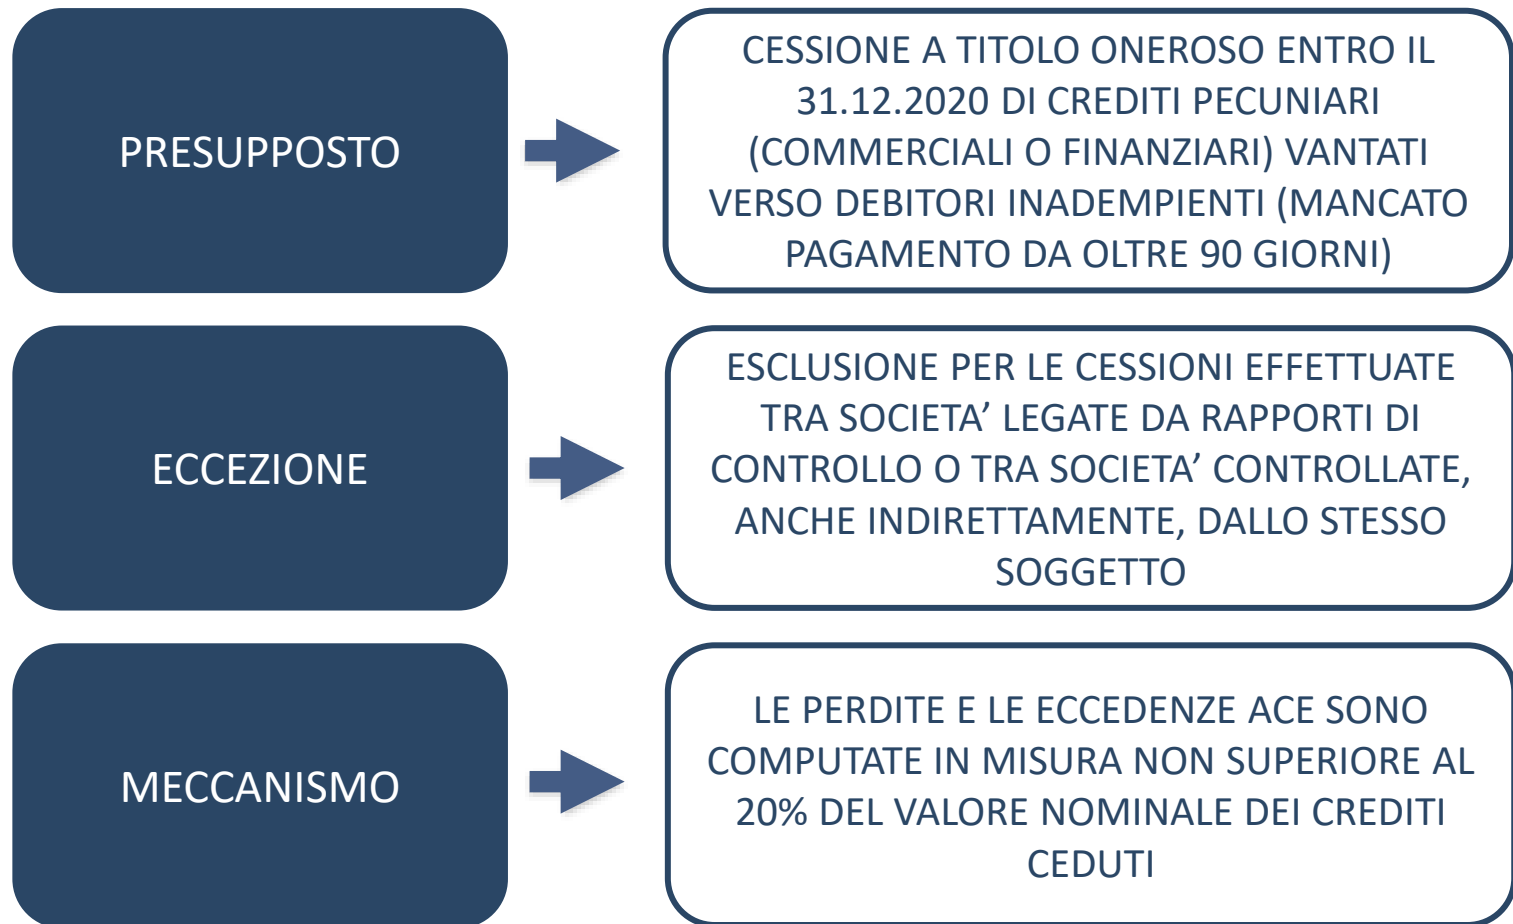 PRESUPPOSTO
CESSIONE A TITOLO ONEROSO ENTRO IL
31.12.2020 DI CREDITI PECUNIARI
(COMMERCIALI O FINANZIARI) VANTATI
VERSO DEBITORI INADEMPIENTI (MANCATO
PAGAMENTO DA OLTRE 90 GIORNI)
ECCEZIONE
ESCLUSIONE PER LE CESSIONI EFFETTUATE
TRA SOCIETA’ LEGATE DA RAPPORTI DI
CONTROLLO O TRA SOCIETA’ CONTROLLATE,
ANCHE INDIRETTAMENTE, DALLO STESSO
SOGGETTO
MECCANISMO
LE PERDITE E LE ECCEDENZE ACE SONO
COMPUTATE IN MISURA NON SUPERIORE AL
20% DEL VALORE NOMINALE DEI CREDITI
CEDUTI